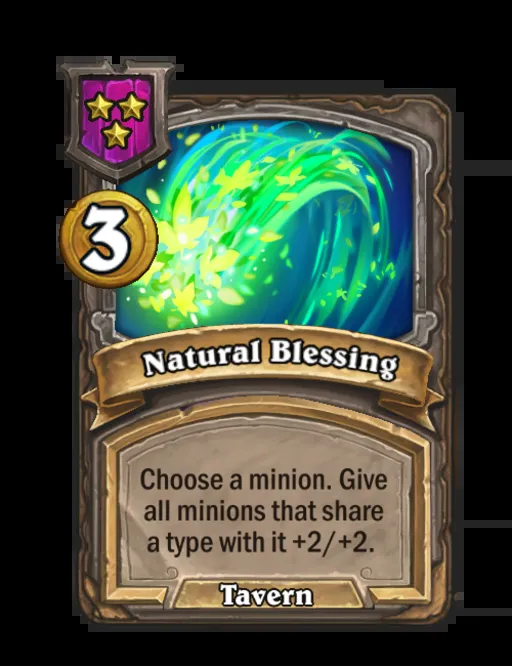 3
Natural Blessing
Choose a minion. Give
all minions that share
a type with it +2/+2.
Tavern